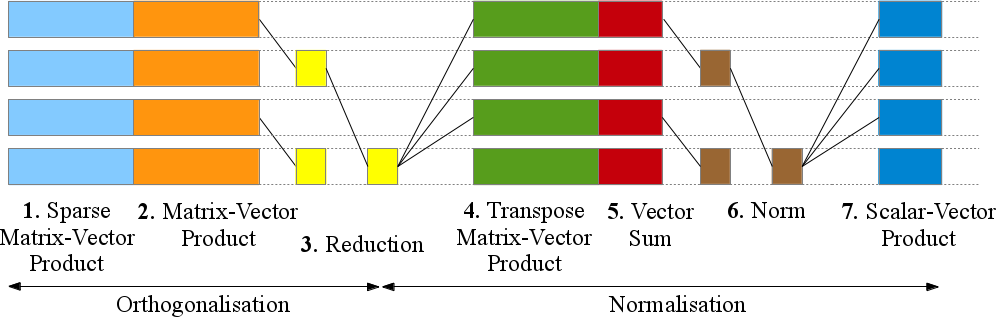 1. Sparse
Matrix-Vector
Product
2. Matrix-Vector
Product
3. Reduction
4. Transpose
Matrix-Vector
Product
5. Vector
Sum
6. Norm
7. Scalar-Vector
Product
Orthogonalisation
Normalisation